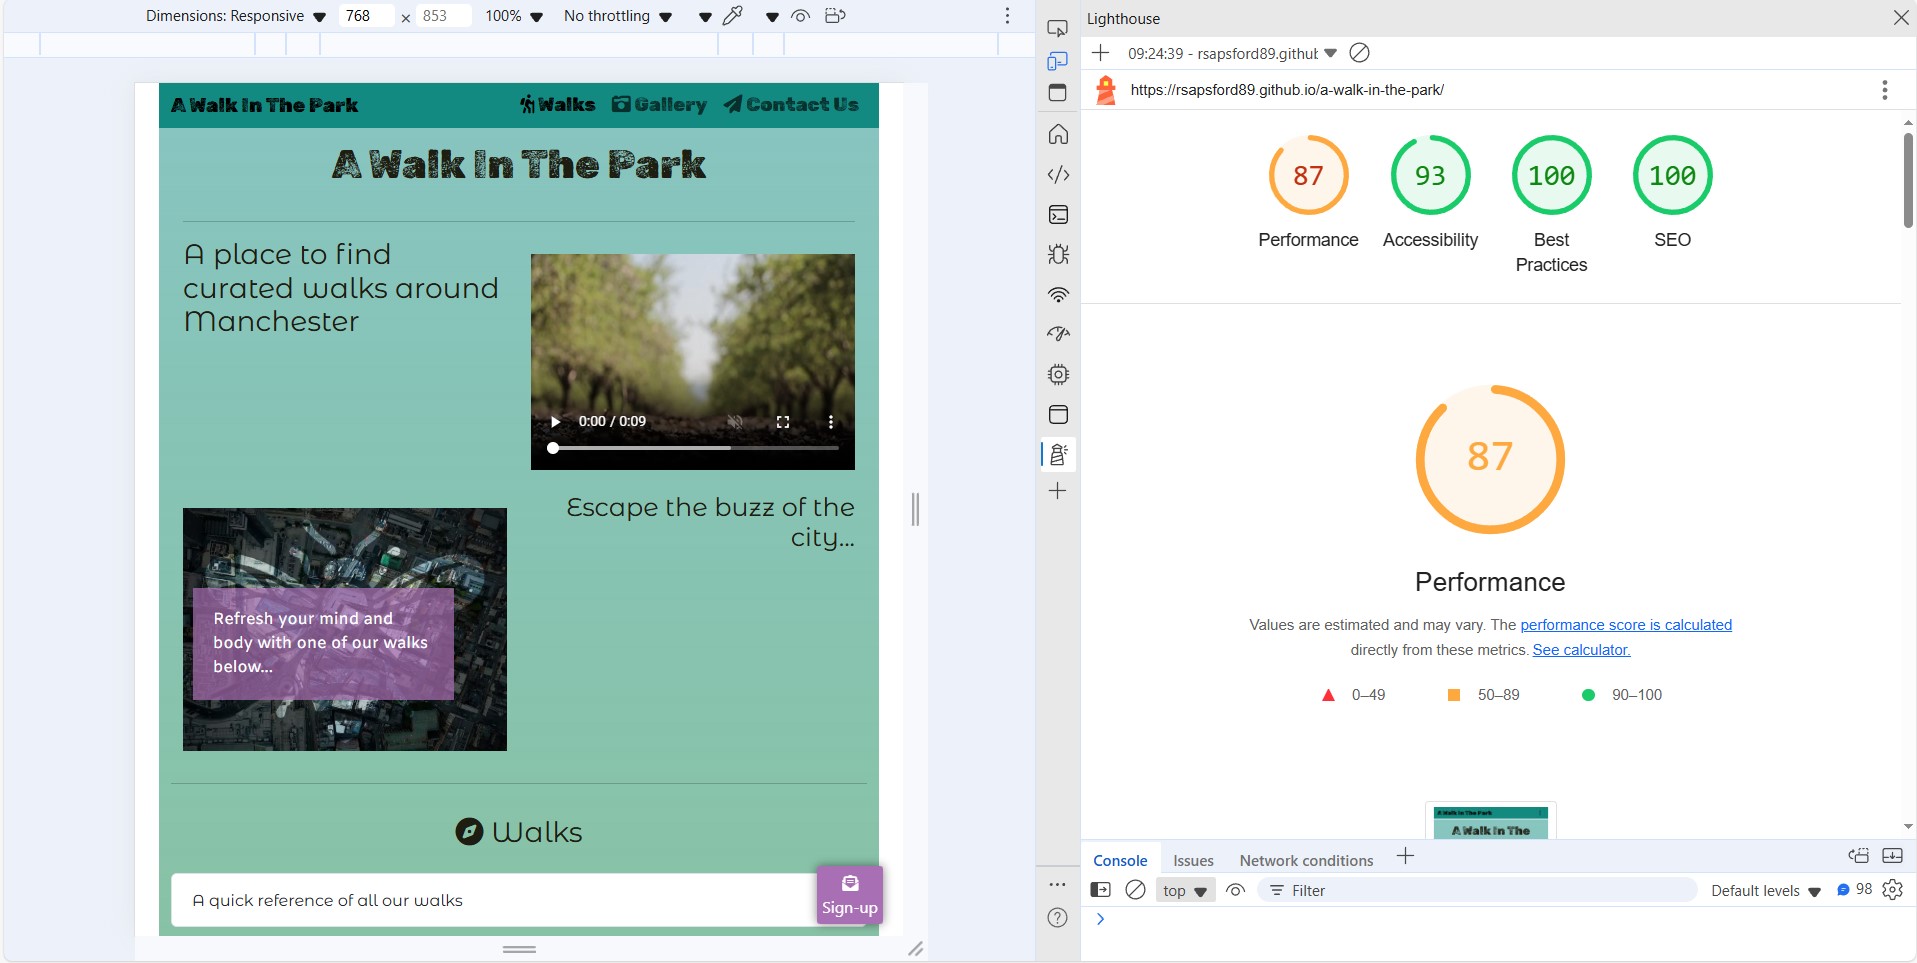 Dimensions: Responsive 768 × 853 100% No throttling
A Walk In The Park Walks Gallery Contact Us
A Walk In The Park
A place to find
curated walks around
Manchester
0:00 / 0:09
Escape the buzz of the
city...
Refresh your mind and
body with one of our walks
below...
Walks
A quick reference of all our walks
Sign-up
Lighthouse
09:24:39 - rsapsford89.githul
https://rsapsford89.github.io/a-walk-in-the-park/
87 93 100 100
Performance Accessibility Best SEO
Practices
87
Performance
Values are estimated and may vary. The performance score is calculated
directly from these metrics. See calculator.
0–49 50–89 90–100
A Walk In The Park
A Walk In The
Console Issues Network conditions
top Filter Default levels 98